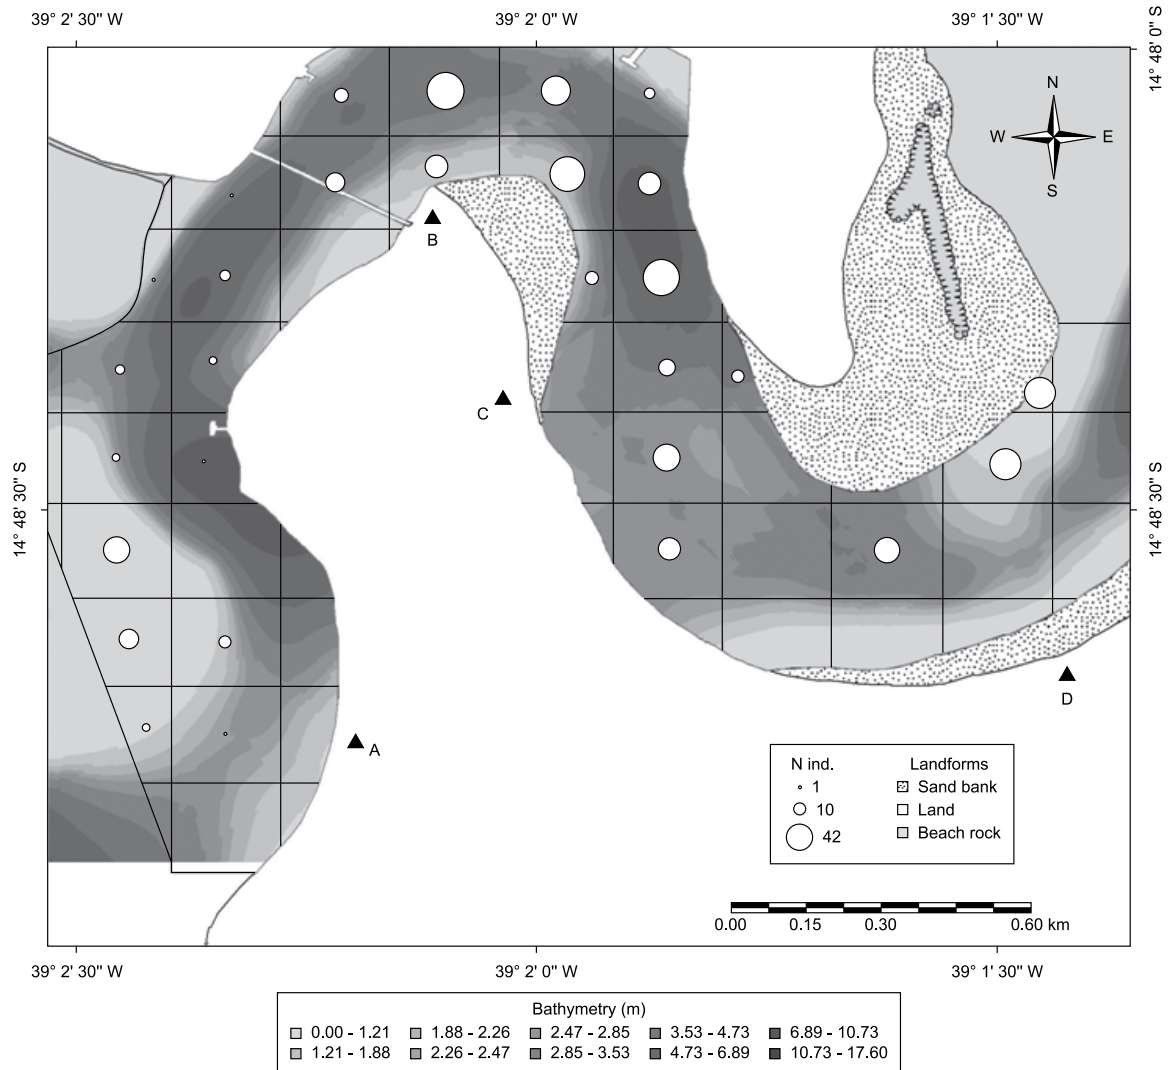 39° 2' 30" W 39° 2' 0" W 39° 1' 30" W
14° 48' 0" S
N
W E
S
B
C
14° 48' 30" S 14° 48' 30" S
D
A
N ind. Landforms
1 Sand bank
10 Land
42 Beach rock
0.00 0.15 0.30 0.60 km
39° 2' 30" W 39° 2' 0" W 39° 1' 30" W
Bathymetry (m)
0.00 - 1.21 1.88 - 2.26 2.47 - 2.85 3.53 - 4.73 6.89 - 10.73
1.21 - 1.88 2.26 - 2.47 2.85 - 3.53 4.73 - 6.89 10.73 - 17.60